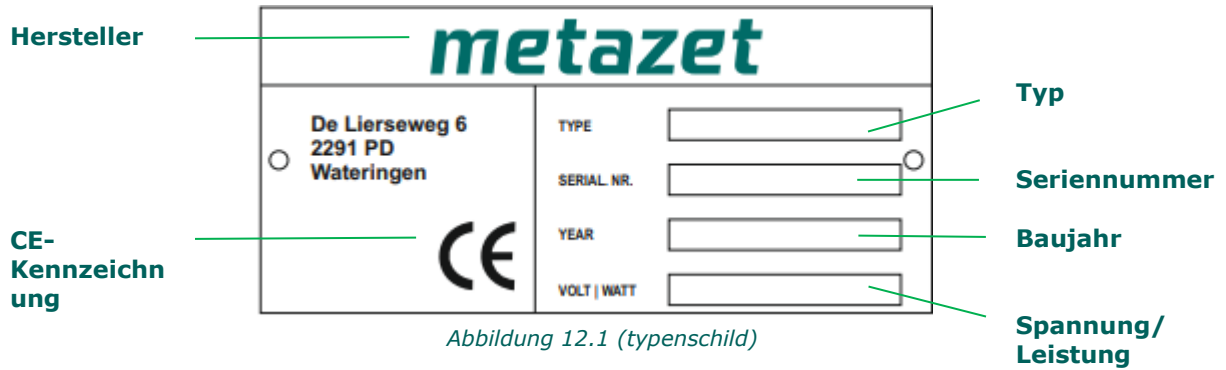 Hersteller
metazet
De Lierseweg 6
2291 PD
Wateringen
CE
CE-
Kennzeichn
ung
TYPE
SERIAL. NR.
YEAR
VOLT | WATT
Typ
Seriennummer
Baujahr
Spannung/
Leistung
Abbildung 12.1 (typenschild)